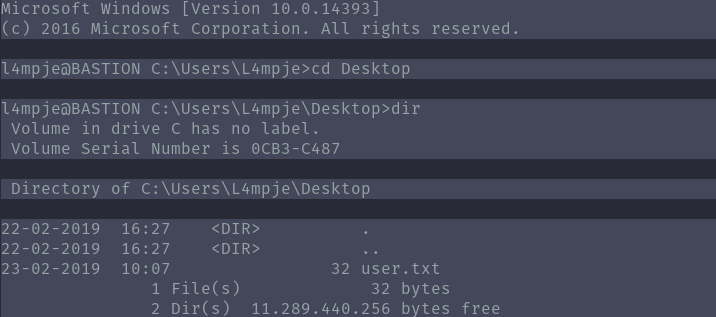 Microsoft Windows [Version 10.0.14393]
(c) 2016 Microsoft Corporation. All rights reserved.
l4mpje@BASTION C:\Users\L4mpje>cd Desktop
l4mpje@BASTION C:\Users\L4mpje\Desktop>dir
Volume in drive C has no label.
Volume Serial Number is 0CB3-C487
Directory of C:\Users\L4mpje\Desktop
22-02-2019  16:27    <DIR>          .
22-02-2019  16:27    <DIR>          ..
23-02-2019  10:07                32 user.txt
1 File(s)             32 bytes
2 Dir(s)  11.289.440.256 bytes free